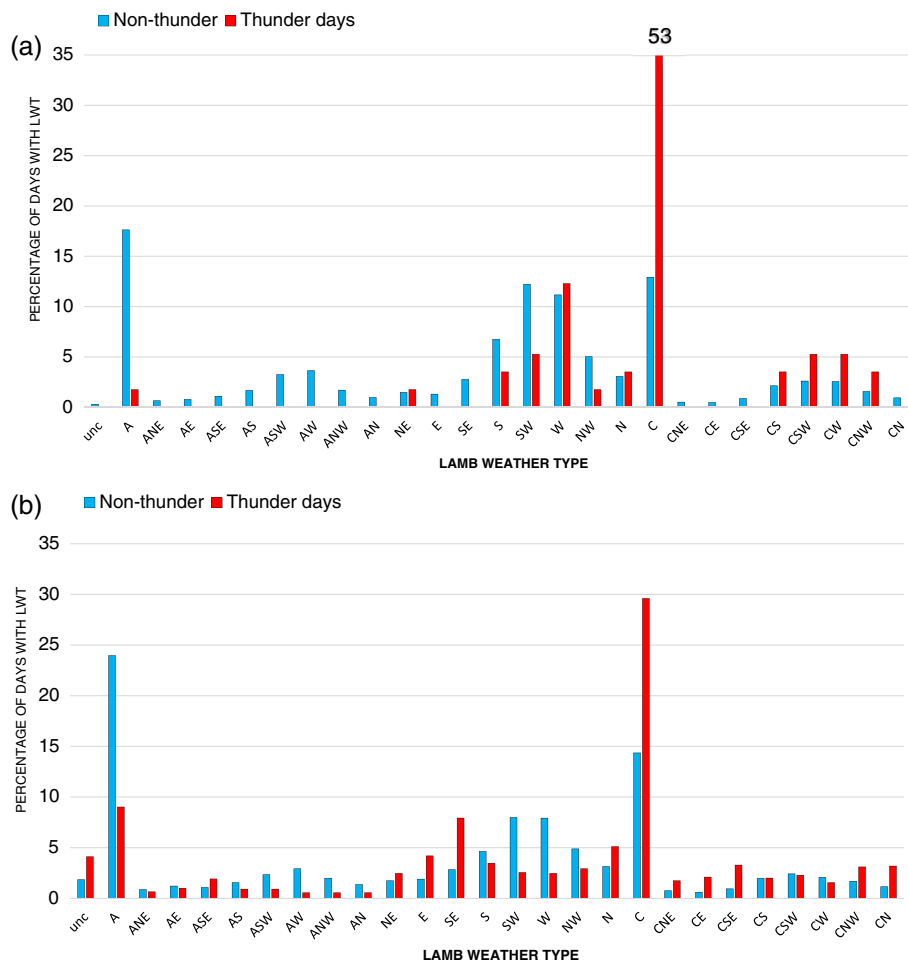 Non-thunder Thunder days
(a)
53
PERCENTAGE OF DAYS WITH LWT
35
30
25
20
15
10
5
0
unc A ANE AE ASE AS ASW AW ANW AN NE E SE S SW W NW N C CNE CE CSE CS CSW CW CNW CN
LAMB WEATHER TYPE
(b)
Non-thunder Thunder days
PERCENTAGE OF DAYS WITH LWT
35
30
25
20
15
10
5
0
unc A ANE AE ASE AS ASW AW ANW AN NE E SE S SW W NW N C CNE CE CSE CS CSW CW CNW CN
LAMB WEATHER TYPE